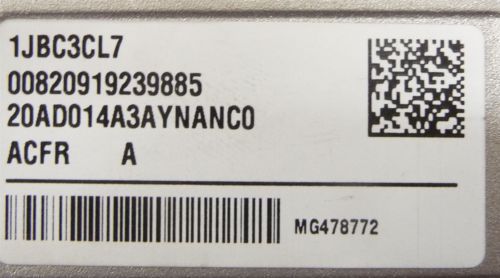 1JBC3CL7
00820919239885
20AD014A3AYNANC0
ACFR A
MG478772